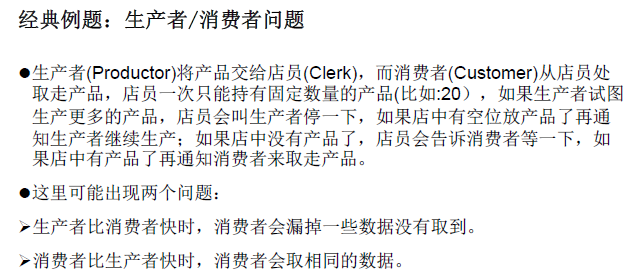 经典例题：生产者/消费者问题
●生产者(Productor)将产品交给店员(Clerk)，而消费者(Customer)从店员处
取走产品，店员一次只能持有固定数量的产品(比如:20），如果生产者试图
生产更多的产品，店员会叫生产者停一下，如果店中有空位放产品了再通
知生产者继续生产；如果店中没有产品了，店员会告诉消费者等一下，如
果店中有产品了再通知消费者来取走产品。
●这里可能出现两个问题：
➢生产者比消费者快时，消费者会漏掉一些数据没有取到。
➢消费者比生产者快时，消费者会取相同的数据。